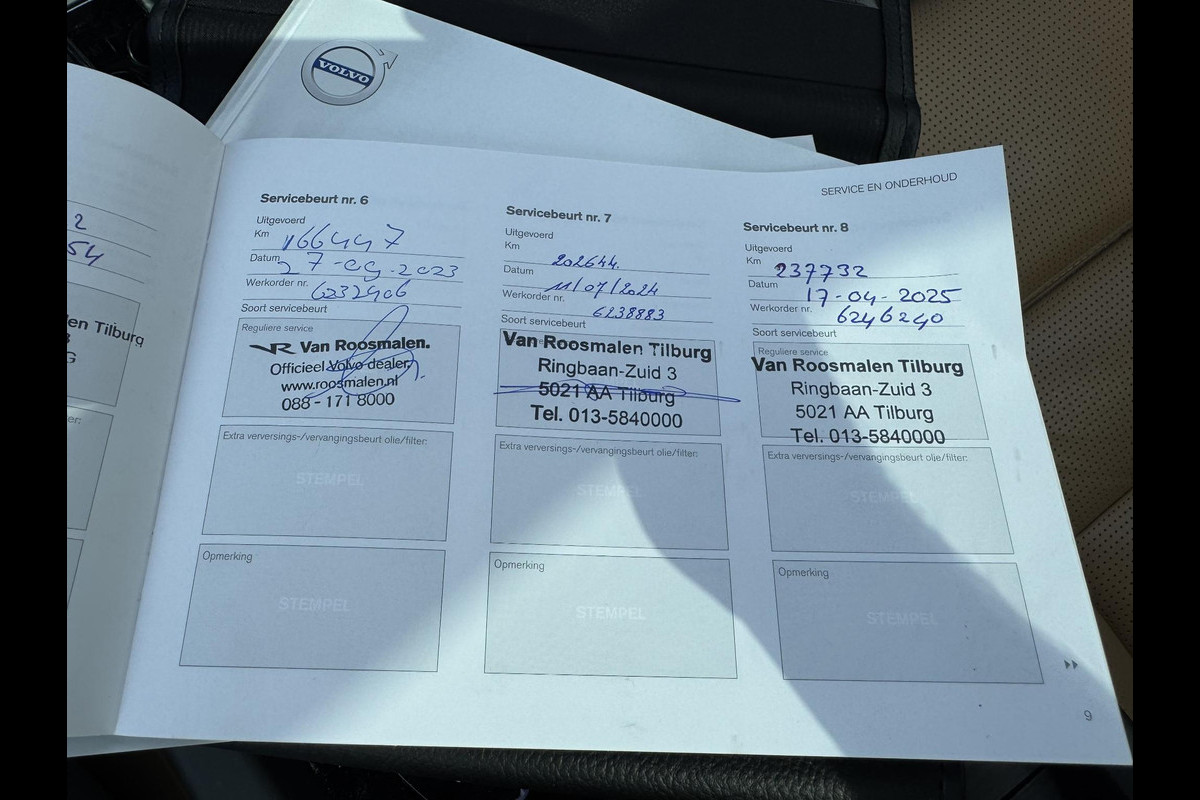 VOLVO
SERVICE EN ONDERHOUD
2
54
en Tilburg
G
er:
Servicebeurt nr. 6
Uitgevoerd
Km 166447
Datum 27-09-2023
Werkorder nr. 6232906
Soort servicebeurt
Reguliere service
Van Roosmalen.
Officieel Volvo dealer
www.roosmalen.nl
088 - 171 8000
Extra verversings-/vervangingsbeurt olie/filter:
STEMPEL
Opmerking
STEMPEL
Servicebeurt nr. 7
Uitgevoerd
Km 202644.
Datum 11/07/2024
Werkorder nr. 6238883
Soort servicebeurt
Van Roosmalen Tilburg
Ringbaan-Zuid 3
5021 AA Tilburg
Tel. 013-5840000
Extra verversings-/vervangingsbeurt olie/filter:
STEMPEL
Opmerking
STEMPEL
Servicebeurt nr. 8
Uitgevoerd
Km 237732
Datum 17-04-2025
Werkorder nr. 6246240
Soort servicebeurt
Reguliere service
Van Roosmalen Tilburg
Ringbaan-Zuid 3
5021 AA Tilburg
Tel. 013-5840000
Extra verversings-/vervangingsbeurt olie/filter:
STEMPEL
Opmerking
STEMPEL
9